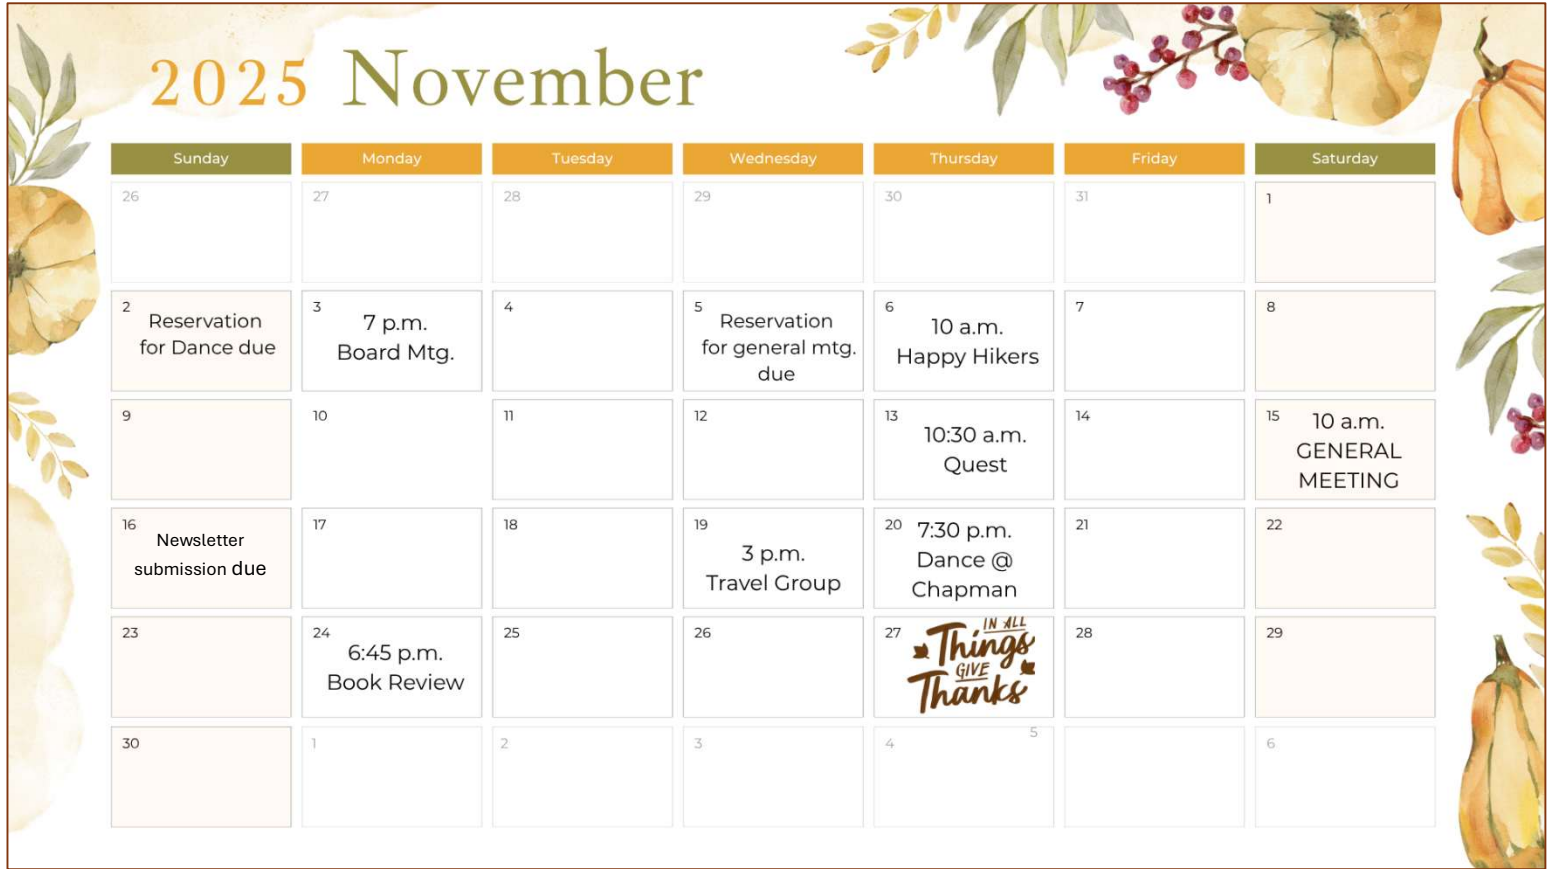 2025 November
Sunday Monday Tuesday Wednesday Thursday Friday Saturday
26 27 28 29 30 31 1
2 Reservation
for Dance due
3 7 p.m.
Board Mtg.
4
5 Reservation
for general mtg.
due
6 10 a.m.
Happy Hikers
7
8
9
10
11
12
13 10:30 a.m.
Quest
14
15 10 a.m.
GENERAL
MEETING
16 Newsletter
submission due
17
18
19 3 p.m.
Travel Group
20 7:30 p.m.
Dance @
Chapman
21
22
23
24 6:45 p.m.
Book Review
25
26
27 IN ALL
Things
GIVE
Thanks
28
29
30 1 2 3 4 5 6